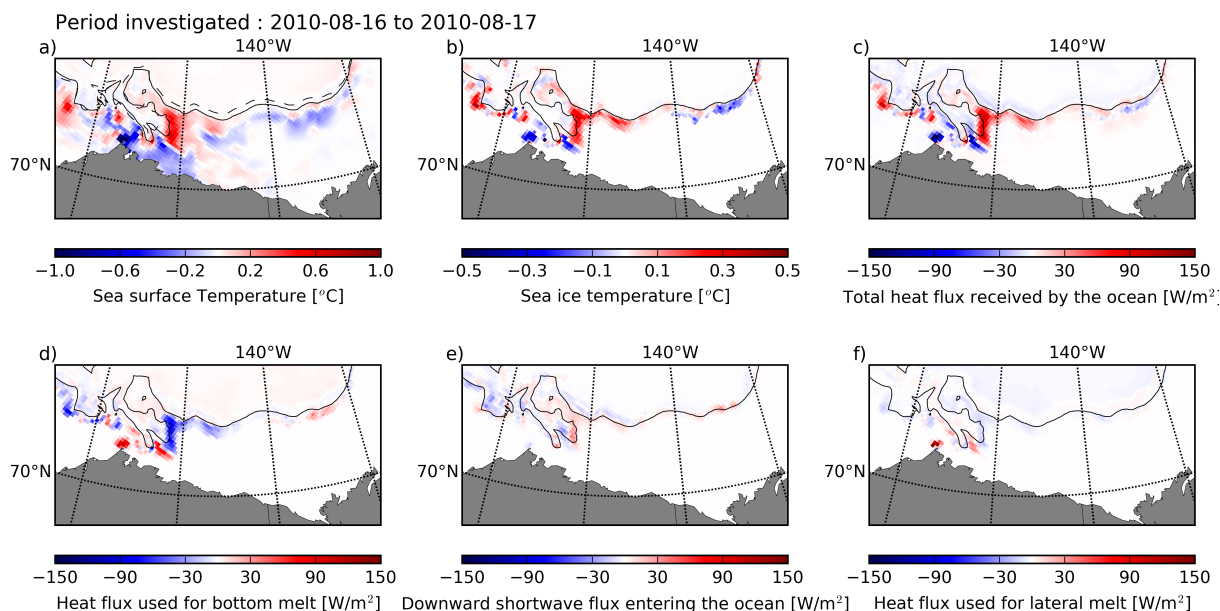 Period investigated : 2010-08-16 to 2010-08-17
a) 140°W
70°N
−1.0 −0.6 −0.2 0.2 0.6 1.0
Sea surface Temperature [°C]
b) 140°W
−0.5 −0.3 −0.1 0.1 0.3 0.5
Sea ice temperature [°C]
c) 140°W
70°N
−150 −90 −30 30 90 150
Total heat flux received by the ocean [W/m²]
d) 140°W
70°N
−150 −90 −30 30 90 150
Heat flux used for bottom melt [W/m²]
e) 140°W
70°N
−150 −90 −30 30 90 150
Downward shortwave flux entering the ocean [W/m²]
f) 140°W
70°N
−150 −90 −30 30 90 150
Heat flux used for lateral melt [W/m²]